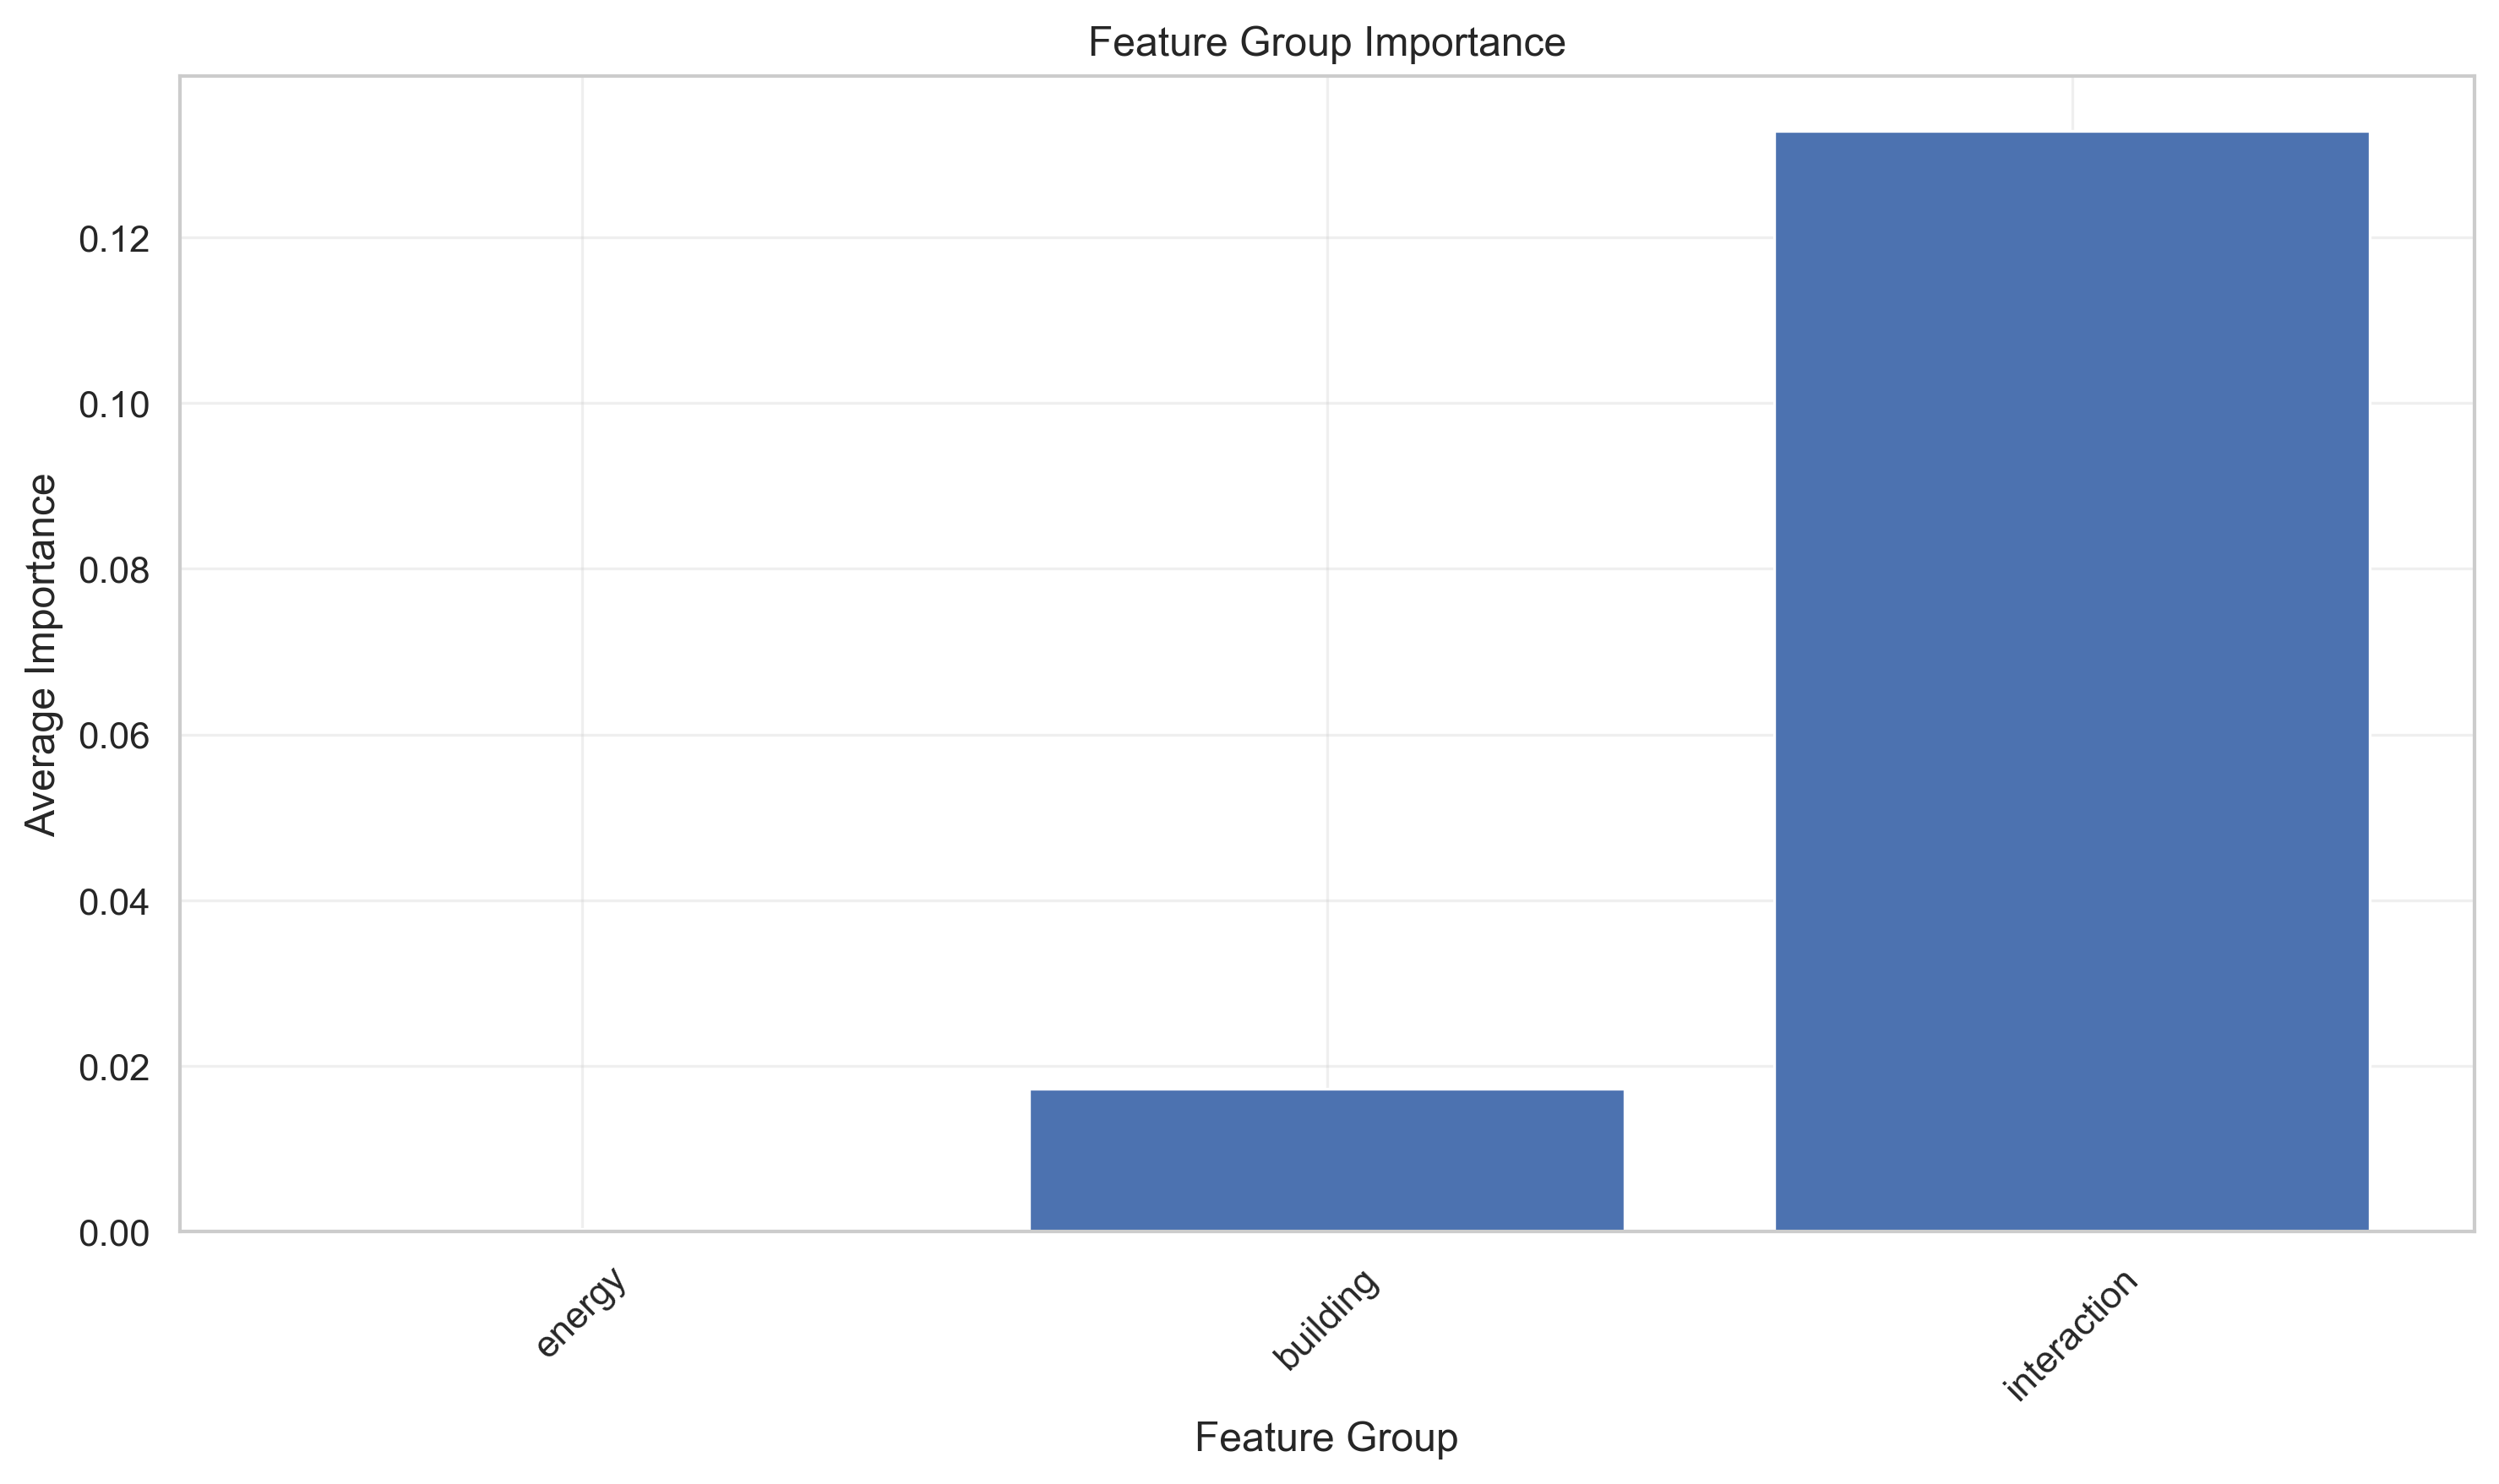 Feature Group Importance
0.12
0.10
0.08
0.06
0.04
0.02
0.00
Average Importance
energy
building
interaction
Feature Group